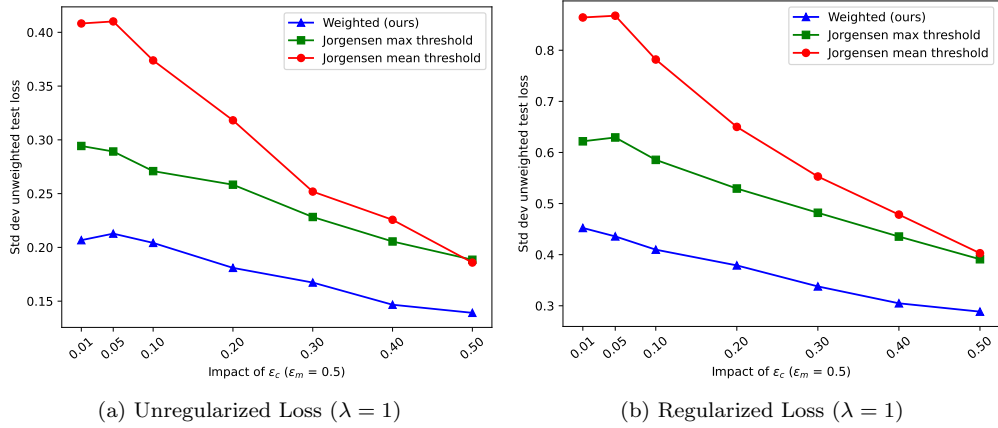 Std dev unweighted test loss
0.40
0.35
0.30
0.25
0.20
0.15
Weighted (ours)
Jorgensen max threshold
Jorgensen mean threshold
0.01 0.05 0.10 0.20 0.30 0.40 0.50
Impact of ε_c (ε_m = 0.5)
(a) Unregularized Loss (λ = 1)
Std dev unweighted test loss
0.8
0.7
0.6
0.5
0.4
0.3
Weighted (ours)
Jorgensen max threshold
Jorgensen mean threshold
0.01 0.05 0.10 0.20 0.30 0.40 0.50
Impact of ε_c (ε_m = 0.5)
(b) Regularized Loss (λ = 1)